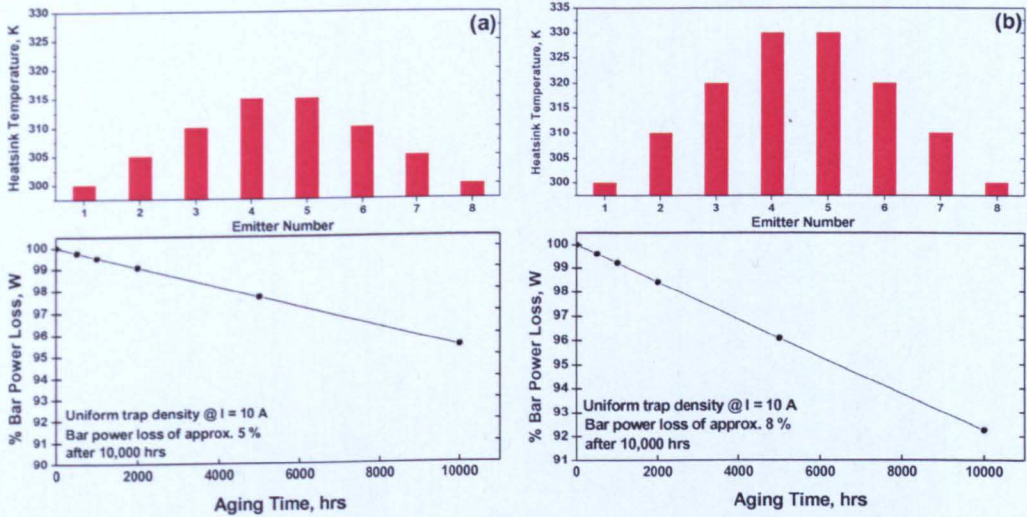 (a)
Heatsink Temperature, K
330
325
320
315
310
305
300
1 2 3 4 5 6 7 8
Emitter Number
% Bar Power Loss, W
100
99
98
97
96
95
94
93
92
91
90
Uniform trap density @ I = 10 A
Bar power loss of approx. 5 %
after 10,000 hrs
0 2000 4000 6000 8000 10000
Aging Time, hrs
(b)
Heatsink Temperature, K
335
330
325
320
315
310
305
300
1 2 3 4 5 6 7 8
Emitter Number
% Bar Power Loss, W
100
99
98
97
96
95
94
93
92
91
Uniform trap density @ I = 10 A
Bar power loss of approx. 8 %
after 10,000 hrs
0 2000 4000 6000 8000 10000
Aging Time, hrs